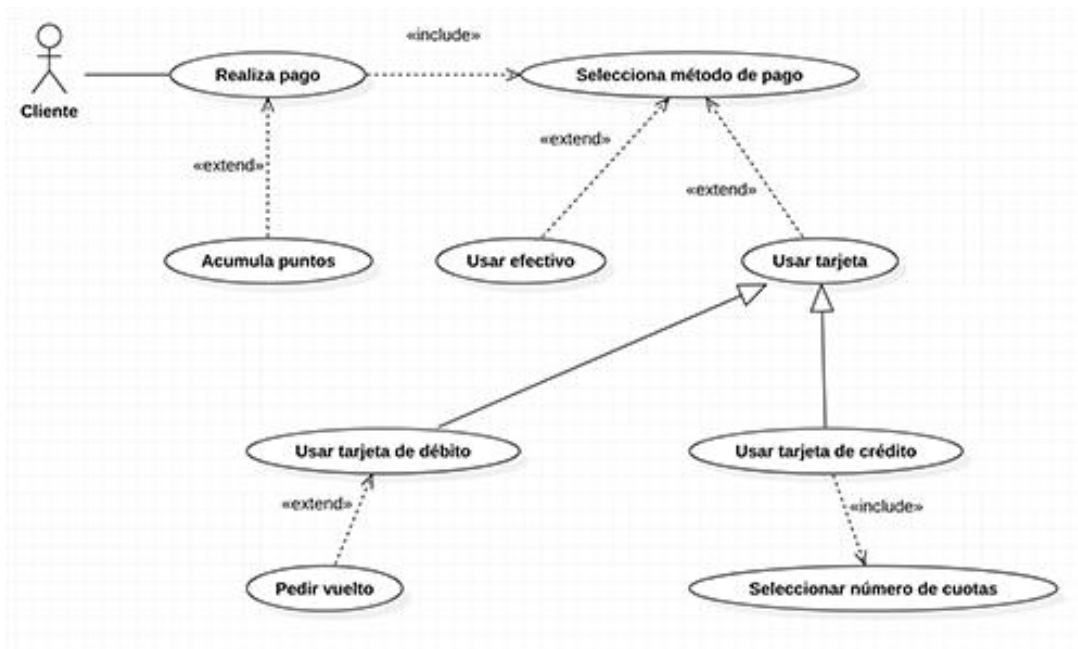 «include»
Realiza pago
Selecciona método de pago
Cliente
«extend»
«extend»
«extend»
Acumula puntos
Usar efectivo
Usar tarjeta
Usar tarjeta de débito
Usar tarjeta de crédito
«extend»
«include»
Pedir vuelto
Seleccionar número de cuotas